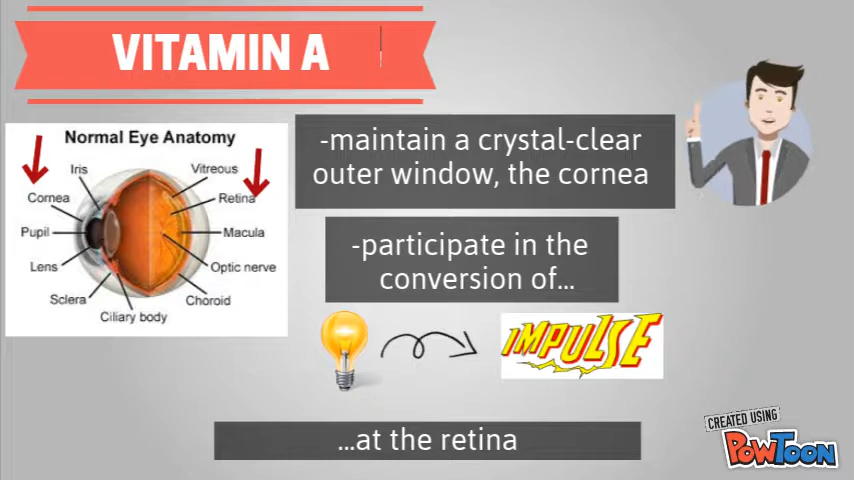 VITAMIN A
Normal Eye Anatomy
Iris
Vitreous
Cornea
Retina
Pupil
Macula
Lens
Optic nerve
Sclera
Choroid
Ciliary body
-maintain a crystal-clear
outer window, the cornea
-participate in the
conversion of...
IMPULSE
...at the retina
CREATED USING
POWTOON